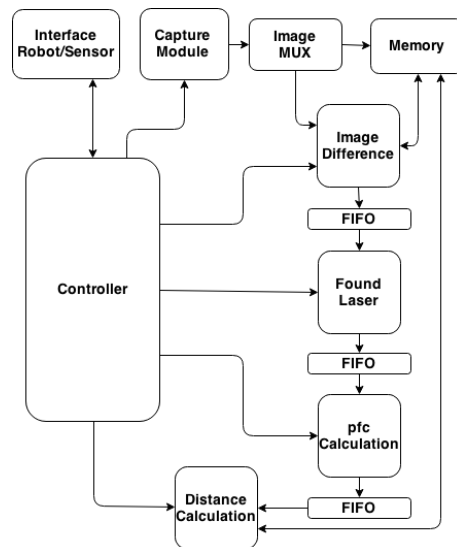 Interface
Robot/Sensor
Capture
Module
Image
MUX
Memory
Image
Difference
FIFO
Controller
Found
Laser
FIFO
pfc
Calculation
Distance
Calculation
FIFO